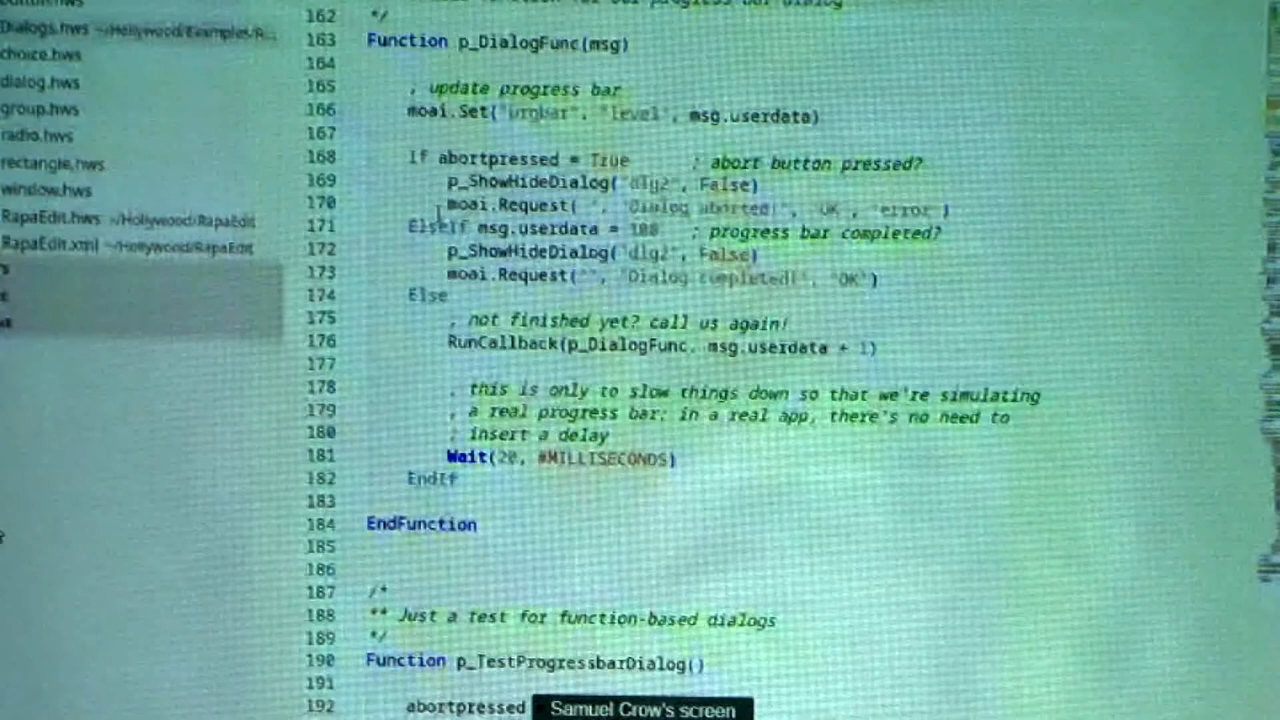 Dialogs.hws ~/Hollywood/Examples/R...
choice.hws
dialog.hws
group.hws
radio.hws
rectangle.hws
window.hws
RapaEdit.hws ~/Hollywood/RapaEdit
RapaEdit.xml ~/Hollywood/RapaEdit
162 */
163 Function p_DialogFunc(msg)
164
165 ; update progress bar
166 moai.Set("prgbar", "level", msg.userdata)
167
168 If abortpressed = True ; abort button pressed?
169 p_ShowHideDialog("dlg2", False)
170 moai.Request("", "Dialog aborted!", "OK", "error")
171 ElseIf msg.userdata = 100 ; progress bar completed?
172 p_ShowHideDialog("dlg2", False)
173 moai.Request("", "Dialog completed!", "OK")
174 Else
175 ; not finished yet? call us again!
176 RunCallback(p_DialogFunc, msg.userdata + 1)
177
178 ; this is only to slow things down so that we're simulating
179 ; a real progress bar; in a real app, there's no need to
180 ; insert a delay
181 Wait(20, #MILLISECONDS)
182 EndIf
183
184 EndFunction
185
186
187 /*
188 ** Just a test for function-based dialogs
189 */
190 Function p_TestProgressbarDialog()
191
192 abortpressed
Samuel Crow's screen